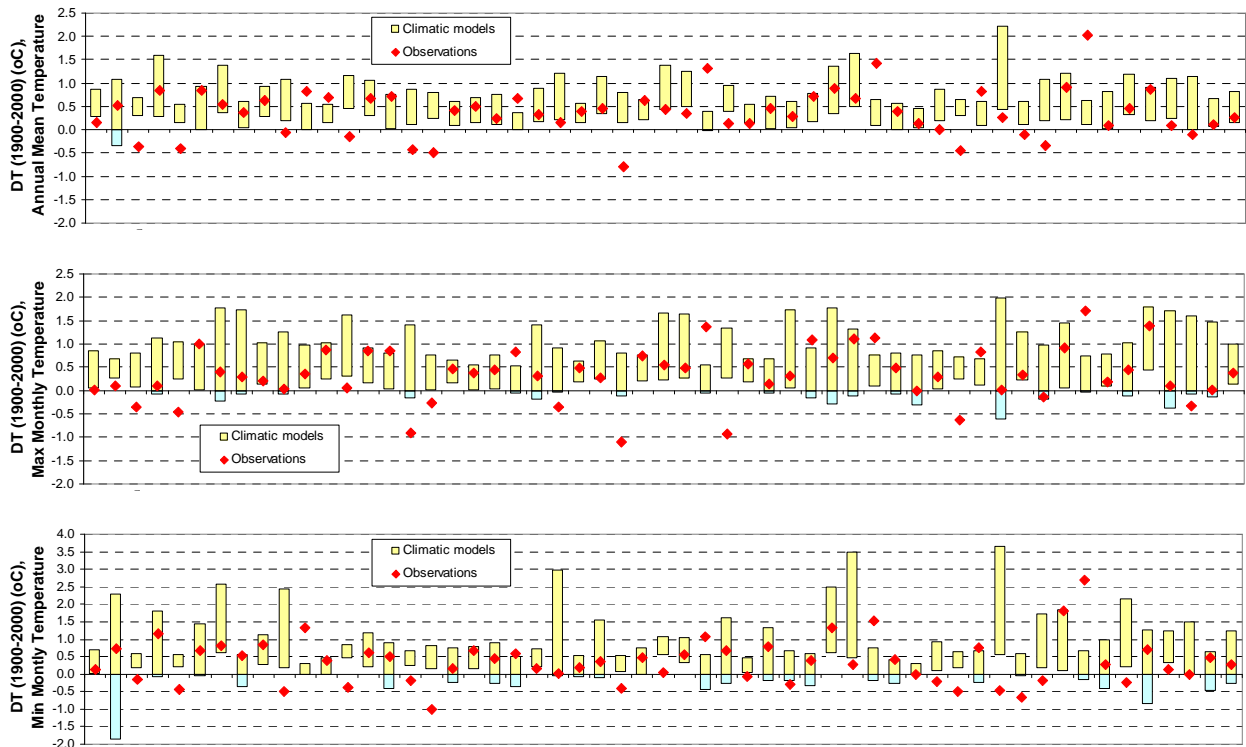 DT (1900-2000) (oC),
Annual Mean Temperature
2.5
2.0
1.5
1.0
0.5
0.0
-0.5
-1.0
-1.5
-2.0
Climatic models
Observations
DT (1900-2000) (oC),
Max Monthly Temperature
2.5
2.0
1.5
1.0
0.5
0.0
-0.5
-1.0
-1.5
-2.0
Climatic models
Observations
DT (1900-2000) (oC),
Min Montly Temperature
4.0
3.5
3.0
2.5
2.0
1.5
1.0
0.5
0.0
-0.5
-1.0
-1.5
-2.0
Climatic models
Observations